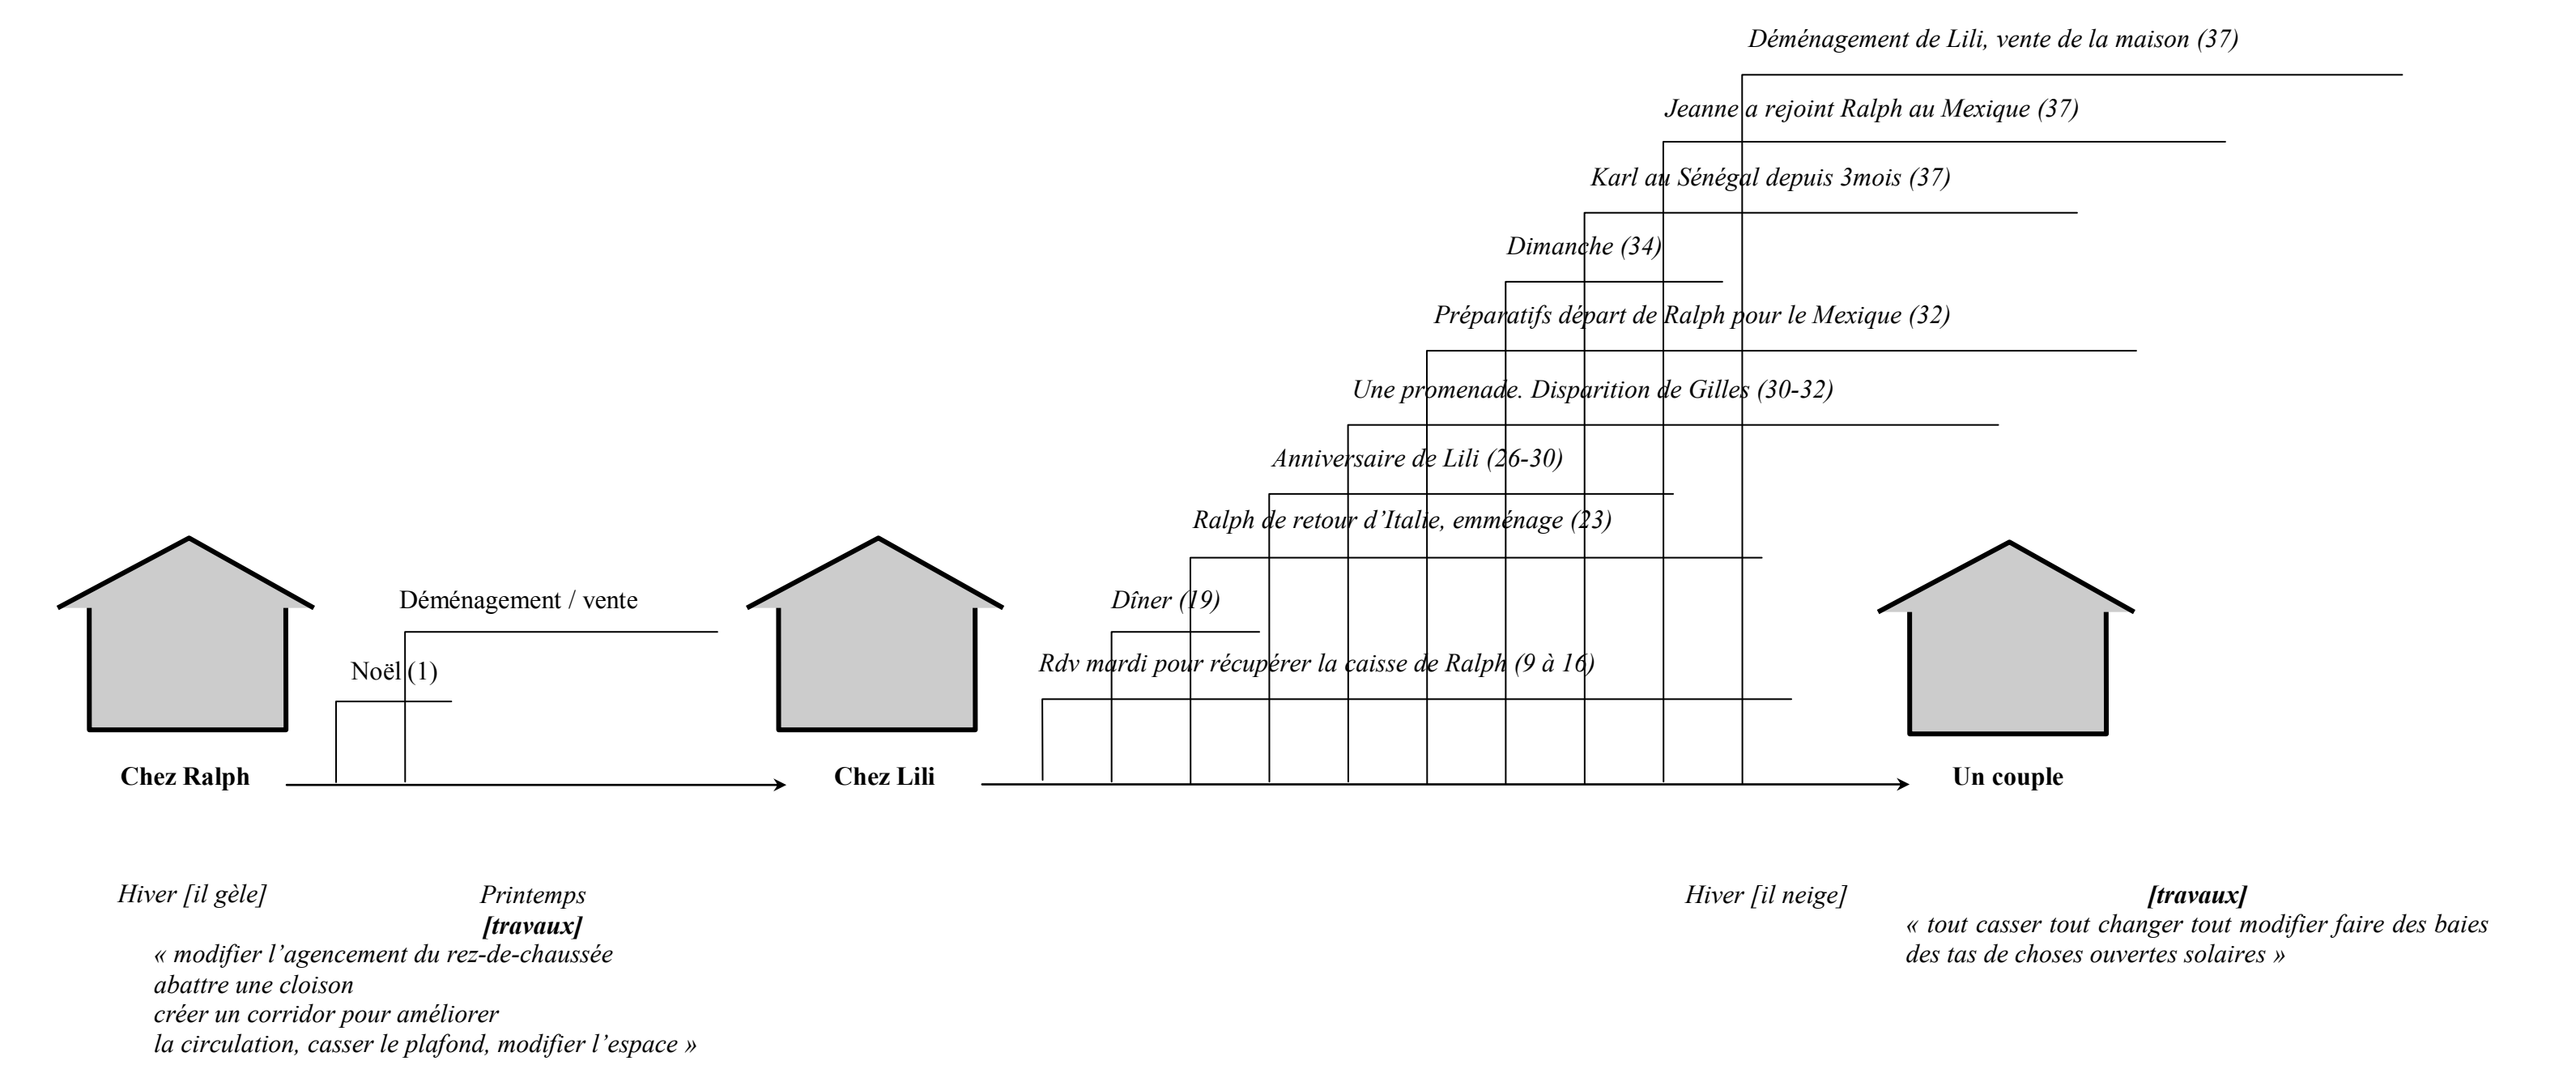 Déménagement de Lili, vente de la maison (37)
Jeanne a rejoint Ralph au Mexique (37)
Karl au Sénégal depuis 3mois (37)
Dimanche (34)
Préparatifs départ de Ralph pour le Mexique (32)
Une promenade. Disparition de Gilles (30-32)
Anniversaire de Lili (26-30)
Ralph de retour d’Italie, emménage (23)
Déménagement / vente
Dîner (19)
Noël (1)
Rdv mardi pour récupérer la caisse de Ralph (9 à 16)
Chez Ralph
Chez Lili
Un couple
Hiver [il gèle]
Printemps
[travaux]
« modifier l’agencement du rez-de-chaussée
abattre une cloison
créer un corridor pour améliorer
la circulation, casser le plafond, modifier l’espace »
Hiver [il neige]
[travaux]
« tout casser tout changer tout modifier faire des baies
des tas de choses ouvertes solaires »